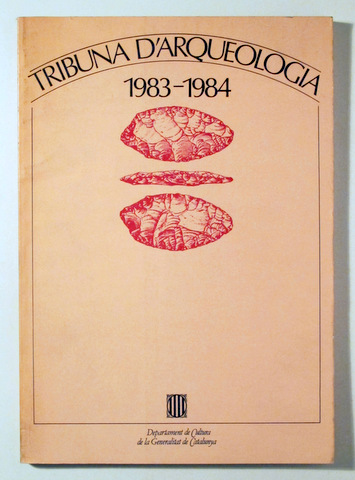 TRIBUNA D'ARQUEOLOGIA
1983-1984
Departament de Cultura
de la Generalitat de Catalunya